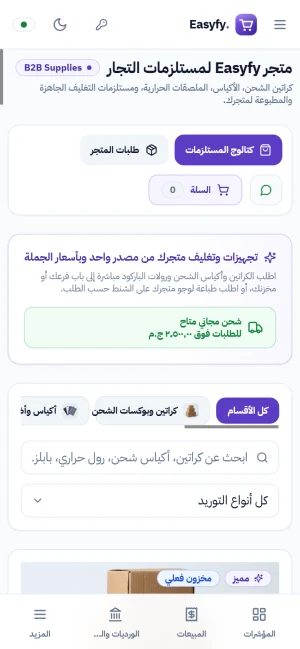 Easyfy.
متجر Easyfy لمستلزمات التجار
B2B Supplies
كراتين الشحن، الأكياس، الملصقات الحرارية، ومستلزمات التغليف الجاهزة
والمطبوعة لمتجرك.
كتالوج المستلزمات
طلبات المتجر
السلة 0
تجهيزات وتغليف متجرك من مصدر واحد وبأسعار الجملة
اطلب الكراتين وأكياس الشحن ورولات الباركود مباشرة إلى باب فرعك أو
مخزنك، أو اطلب طباعة لوجو متجرك على الشنط حسب الطلب.
شحن مجاني متاح
للطلبات فوق ٢،٥٠٠,٠٠ ج.م
كل الأقسام
كراتين وبوكسات الشحن
أكياس وأف
ابحث عن كراتين، أكياس شحن، رول حراري، بابلز.
كل أنواع التوريد
مميز
مخزون فعلي
المؤشرات
المبيعات
الورديات والـ...
المزيد